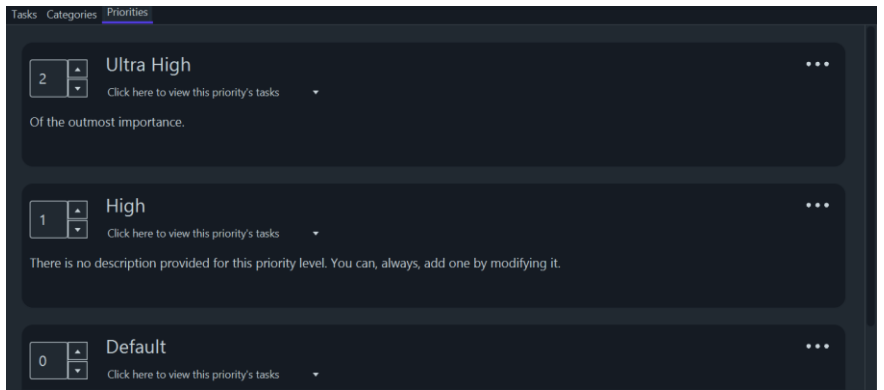 Tasks Categories Priorities
2
Ultra High
Click here to view this priority's tasks
Of the outmost importance.
1
High
Click here to view this priority's tasks
There is no description provided for this priority level. You can, always, add one by modifying it.
0
Default
Click here to view this priority's tasks